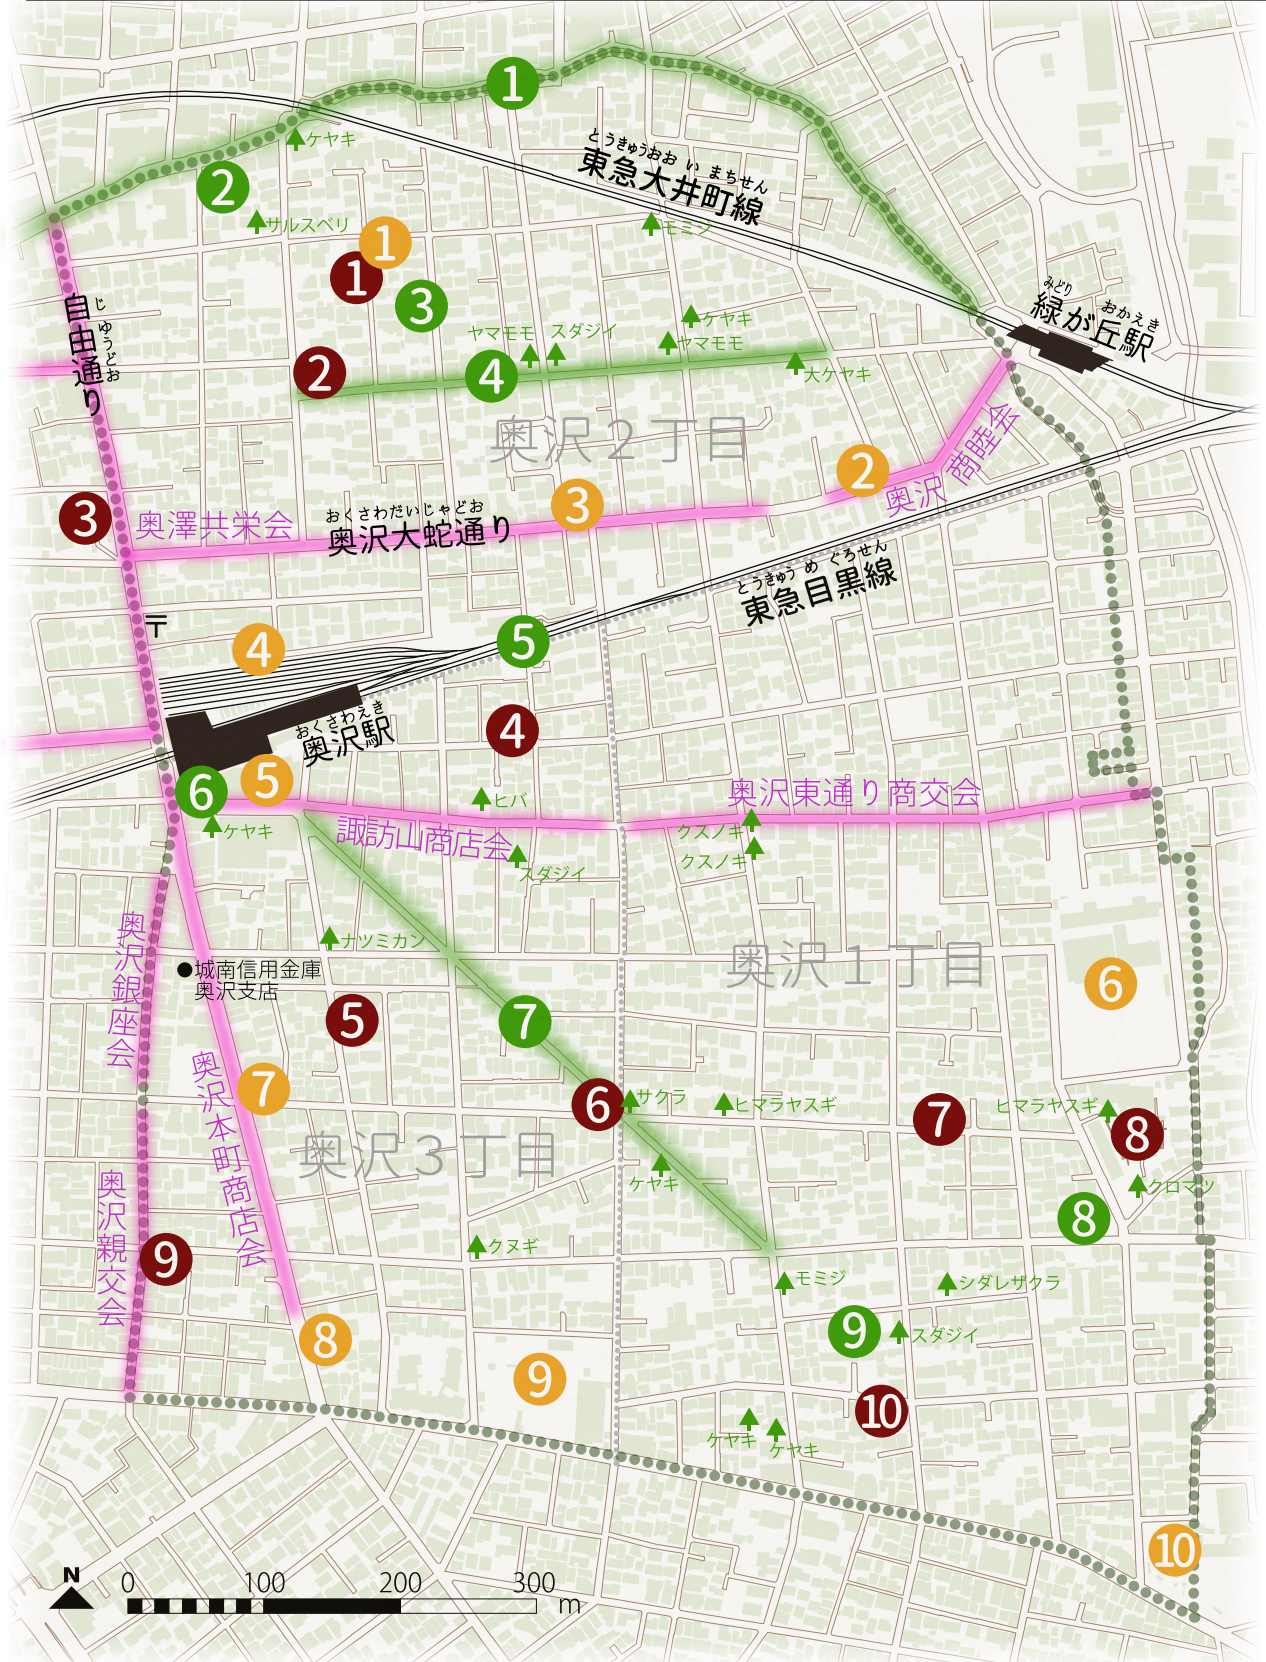 1
ケヤキ
とうきゅうおおいまちせん
東急大井町線
2
サルスベリ
モミジ
1
1
3
みどりがおかえき
緑が丘駅
じゆうどおり
自由通り
ヤマモモ
スダジイ
ケヤキ
ヤマモモ
2
4
大ケヤキ
奥沢2丁目
奥沢商睦会
2
3
3
奥澤共栄会
おくさわだいじゃどお
奥沢大蛇通り
とうきゅうめぐろせん
東急目黒線
〒
4
5
おくさわえき
奥沢駅
4
6
5
ケヤキ
ヒバ
奥沢東通り商交会
諏訪山商店会
クスノキ
クスノキ
スダジイ
奥沢銀座会
ナツミカン
城南信用金庫
奥沢支店
奥沢1丁目
6
5
7
奥沢本町商店会
7
6
サクラ
ヒマラヤスギ
7
ヒマラヤスギ
8
奥沢3丁目
ケヤキ
クロマツ
奥沢親交会
9
クヌギ
8
モミジ
シダレザクラ
8
9
スダジイ
9
10
ケヤキ
ケヤキ
10
N
0 100 200 300
m